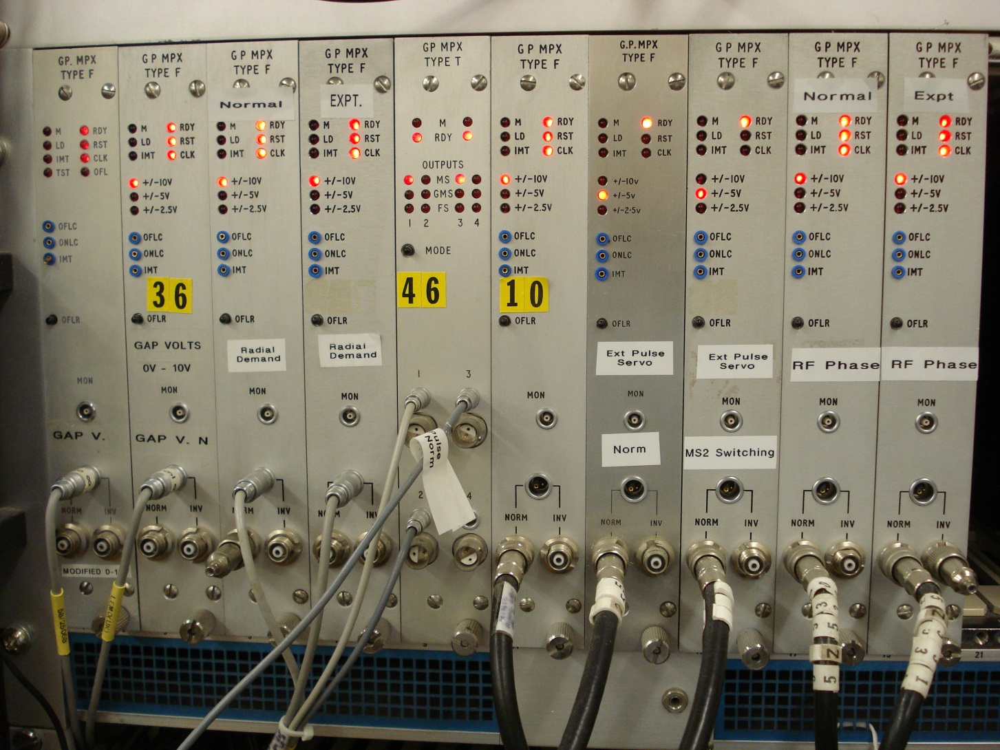 GP. MPX
TYPE F
M RDY
LD RST
IMT CLK
TST OFL
OFLC
ONLC
IMT
OFLR
MON
GAP V.
NORM INV
MODIFIED 0-1
GP MPX
TYPE F
M RDY
LD RST
IMT CLK
+/-10V
+/-5V
+/-2.5V
OFLC
ONLC
IMT
36
OFLR
GAP VOLTS
0V - 10V
MON
GAP V. N
NORM INV
GP MPX
TYPE F
Normal
M RDY
LD RST
IMT CLK
+/-10V
+/-5V
+/-2.5V
OFLC
ONLC
IMT
OFLR
Radial
Demand
MON
INV
GP MPX
TYPE F
EXPT.
M RDY
LD RST
IMT CLK
+/-10V
+/-5V
+/-2.5V
OFLC
ONLC
IMT
OFLR
Radial
Demand
MON
GP MPX
TYPE T
M
RDY
OUTPUTS
MS
GMS
FS
1 2 3 4
MODE
46
1 3
Pulse
Norm
2 4
GP MPX
TYPE F
M RDY
LD RST
IMT CLK
+/-10V
+/-5V
+/-2.5V
OFLC
ONLC
IMT
10
OFLR
MON
NORM INV
G.P. MPX
TYPE F
M RDY
LD RST
IMT CLK
+/-10v
+/-5v
+/-2·5v
OFLC
ONLC
IMT
OFLR
Ext Pulse
Servo
MON
Norm
NORM INV
GP MPX
TYPE F
M RDY
LD RST
IMT CLK
+/-10V
+/-5V
+/-2.5V
OFLC
ONLC
IMT
OFLR
Ext Pulse
Servo
MON
MS2 Switching
NORM INV
GP MPX
TYPE F
Normal
M RDY
LD RST
IMT CLK
+/-10V
+/-5V
+/-2.5V
OFLC
ONLC
IMT
OFLR
RF Phase
MON
NORM INV
GP MPX
TYPE F
Expt
M RDY
LD RST
IMT CLK
+/-10V
+/-5V
+/-2.5V
OFLC
ONLC
IMT
OFLR
RF Phase
MON
NORM INV
21